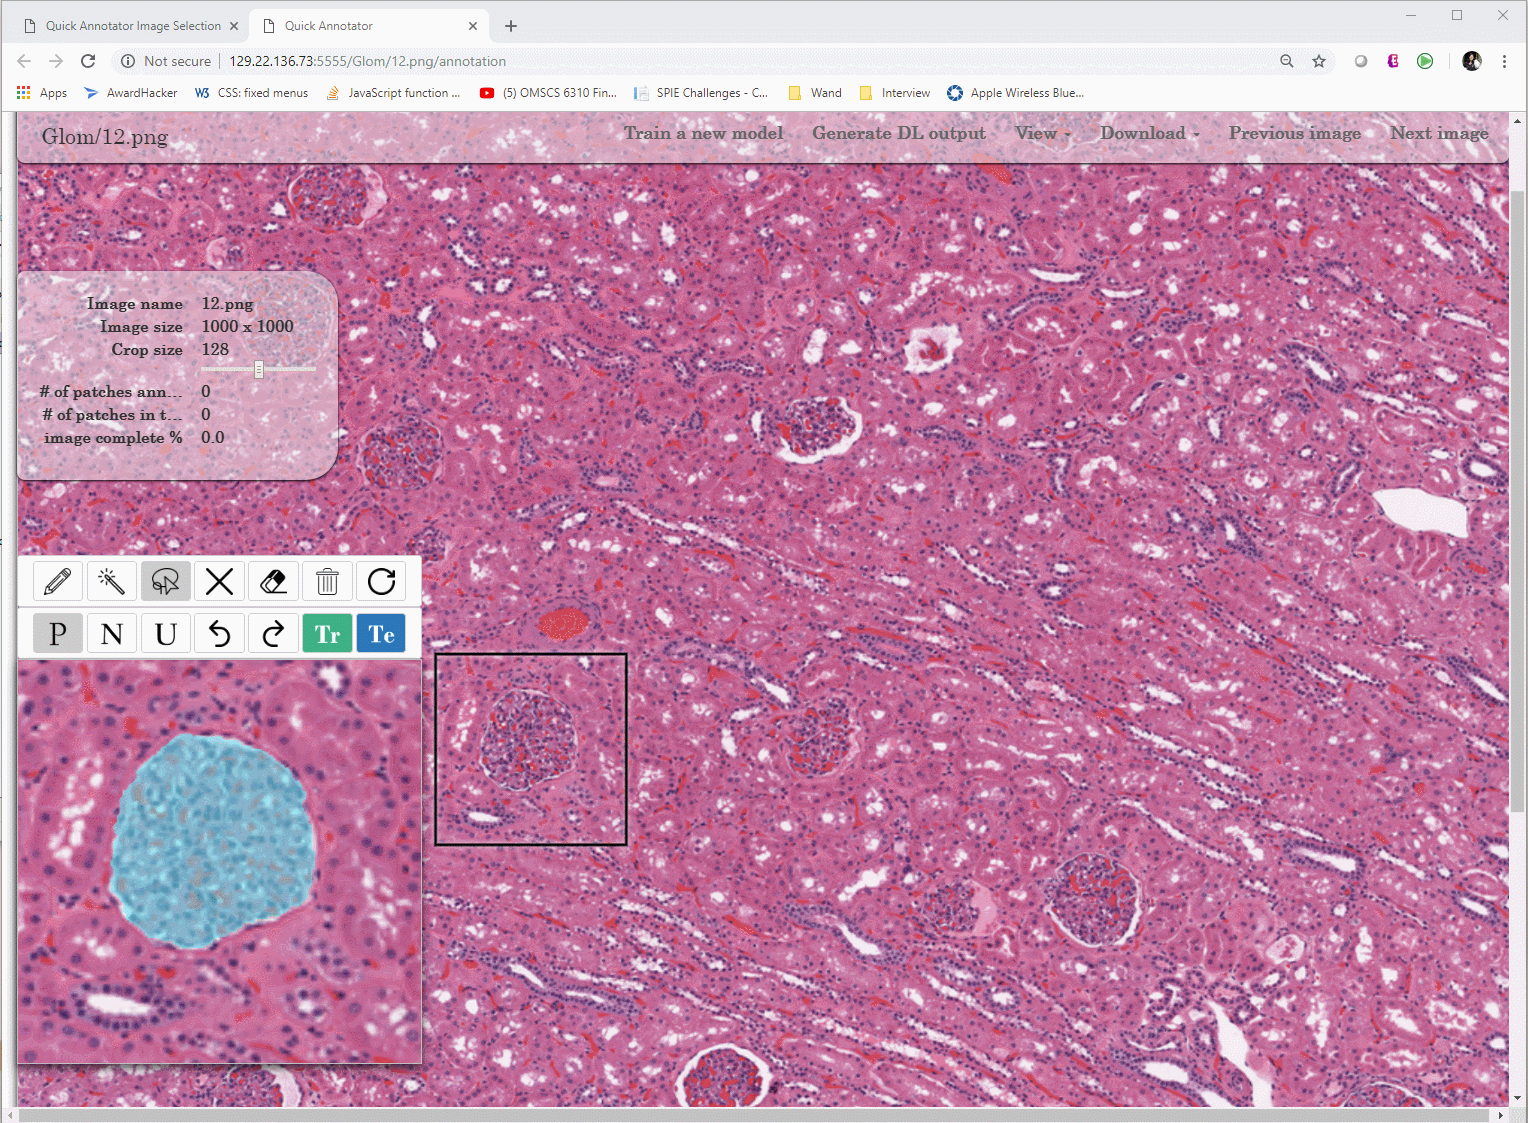 Quick Annotator Image Selection
Quick Annotator
Not secure
129.22.136.73:5555/Glom/12.png/annotation
Apps
AwardHacker
W3 CSS: fixed menus
JavaScript function ...
(5) OMSCS 6310 Fin...
SPIE Challenges - C...
Wand
Interview
Apple Wireless Blue...
Glom/12.png
Train a new model
Generate DL output
View
Download
Previous image
Next image
Image name 12.png
Image size 1000 x 1000
Crop size 128
# of patches ann... 0
# of patches in t... 0
image complete % 0.0
P N U Tr Te